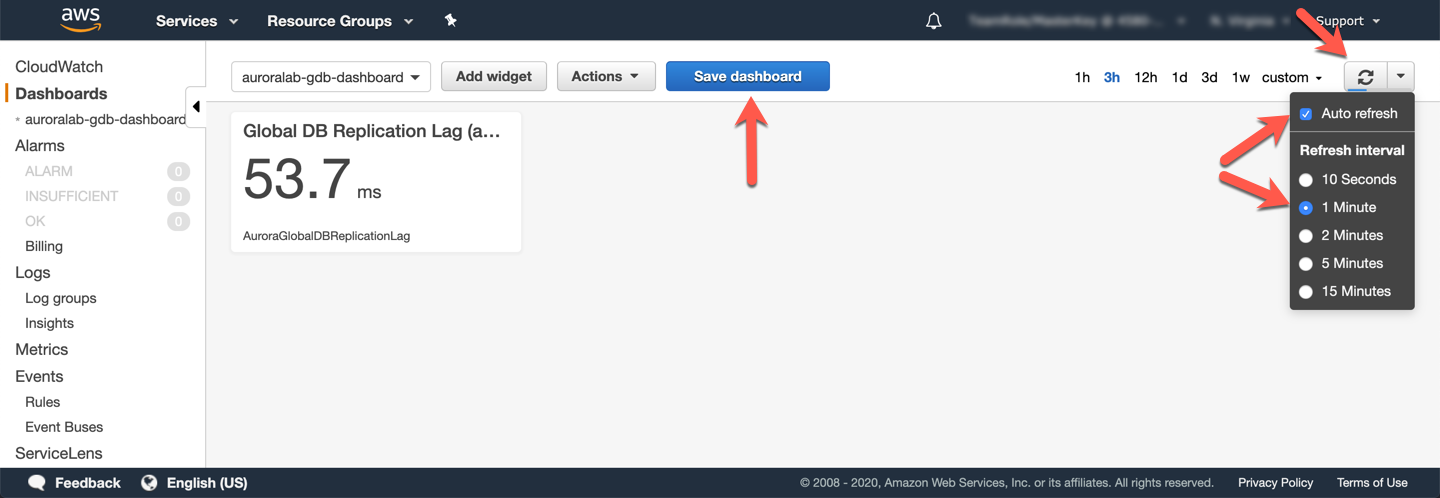 aws Services Resource Groups Support
CloudWatch
Dashboards
auroralab-gdb-dashboard
Alarms
ALARM 0
INSUFFICIENT 0
OK 0
Billing
Logs
Log groups
Insights
Metrics
Events
Rules
Event Buses
ServiceLens
auroralab-gdb-dashboard Add widget Actions Save dashboard 1h 3h 12h 1d 3d 1w custom
Global DB Replication Lag (a...
53.7 ms
AuroraGlobalDBReplicationLag
Auto refresh
Refresh interval
10 Seconds
1 Minute
2 Minutes
5 Minutes
15 Minutes
Feedback English (US) © 2008 - 2020, Amazon Web Services, Inc. or its affiliates. All rights reserved. Privacy Policy Terms of Use